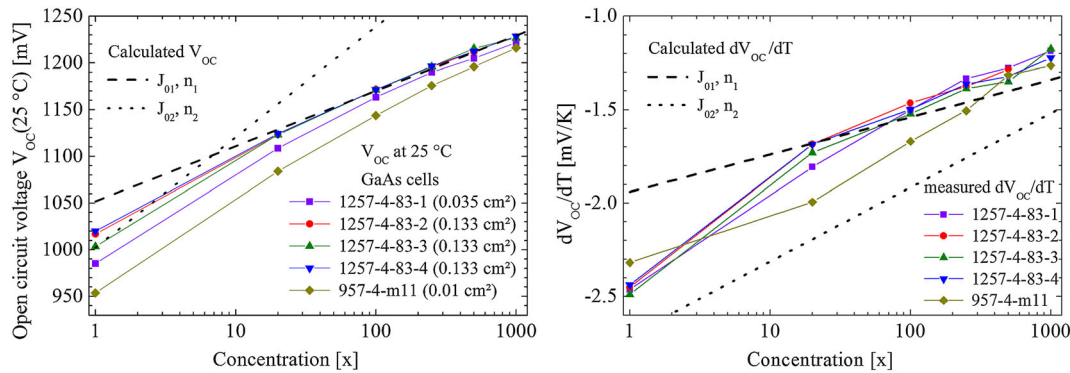 Open circuit voltage V_OC(25 °C) [mV]
1250
1200
1150
1100
1050
1000
950
Calculated V_OC
J_01, n_1
J_02, n_2
V_OC at 25 °C
GaAs cells
1257-4-83-1 (0.035 cm²)
1257-4-83-2 (0.133 cm²)
1257-4-83-3 (0.133 cm²)
1257-4-83-4 (0.133 cm²)
957-4-m11 (0.01 cm²)
1 10 100 1000
Concentration [x]
dV_OC/dT [mV/K]
-1.0
-1.5
-2.0
-2.5
Calculated dV_OC/dT
J_01, n_1
J_02, n_2
measured dV_OC/dT
1257-4-83-1
1257-4-83-2
1257-4-83-3
1257-4-83-4
957-4-m11
1 10 100 1000
Concentration [x]